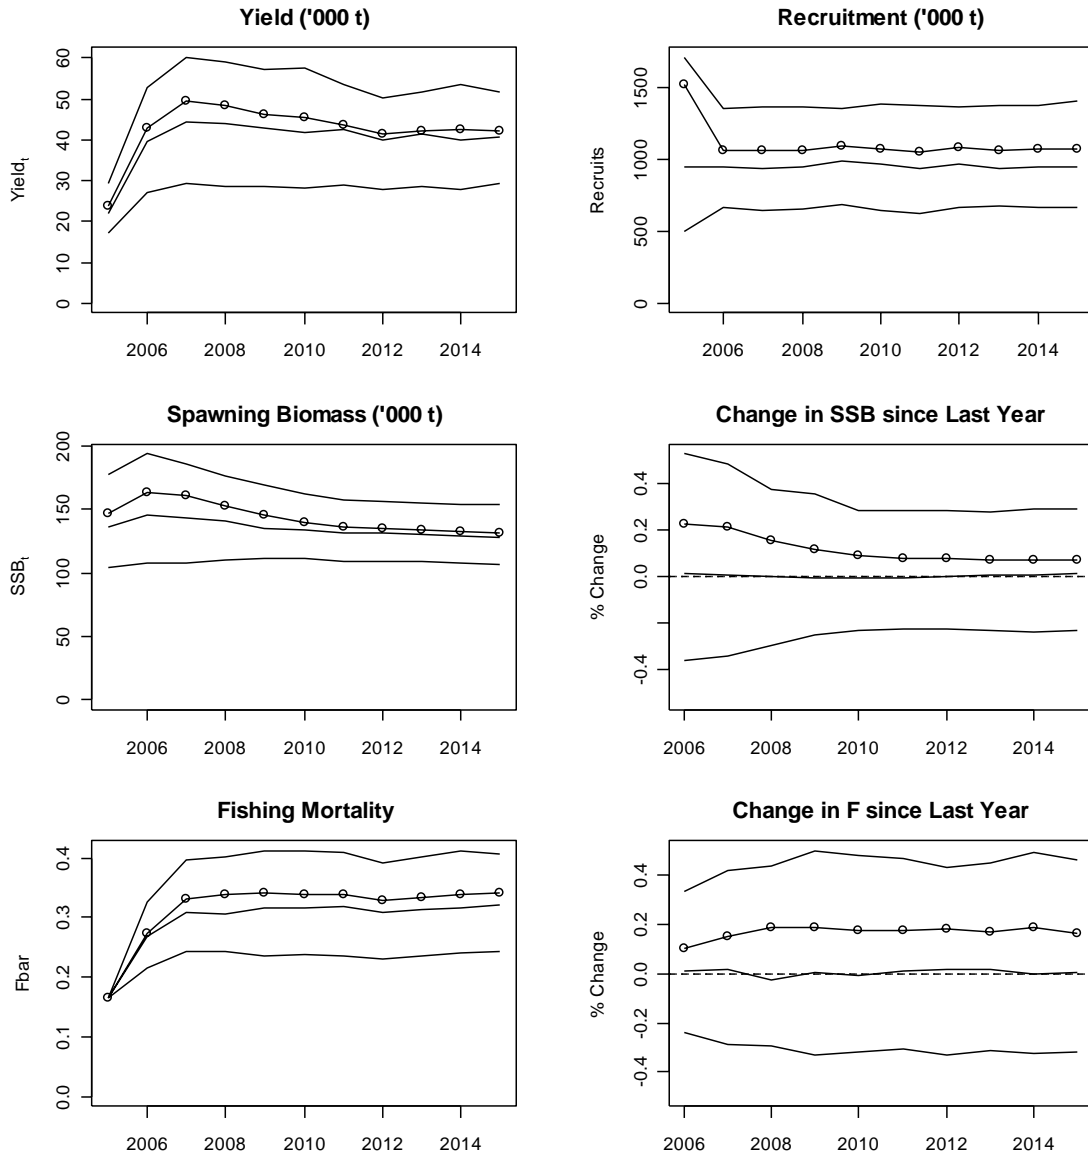 Yield ('000 t)
Yieldt
60
50
40
30
20
10
0
2006 2008 2010 2012 2014
Recruitment ('000 t)
Recruits
1500
1000
500
0
2006 2008 2010 2012 2014
Spawning Biomass ('000 t)
SSBt
200
150
100
50
0
2006 2008 2010 2012 2014
Change in SSB since Last Year
% Change
0.4
0.2
0.0
-0.4
2006 2008 2010 2012 2014
Fishing Mortality
Fbar
0.4
0.3
0.2
0.1
0.0
2006 2008 2010 2012 2014
Change in F since Last Year
% Change
0.4
0.2
0.0
-0.2
-0.4
2006 2008 2010 2012 2014